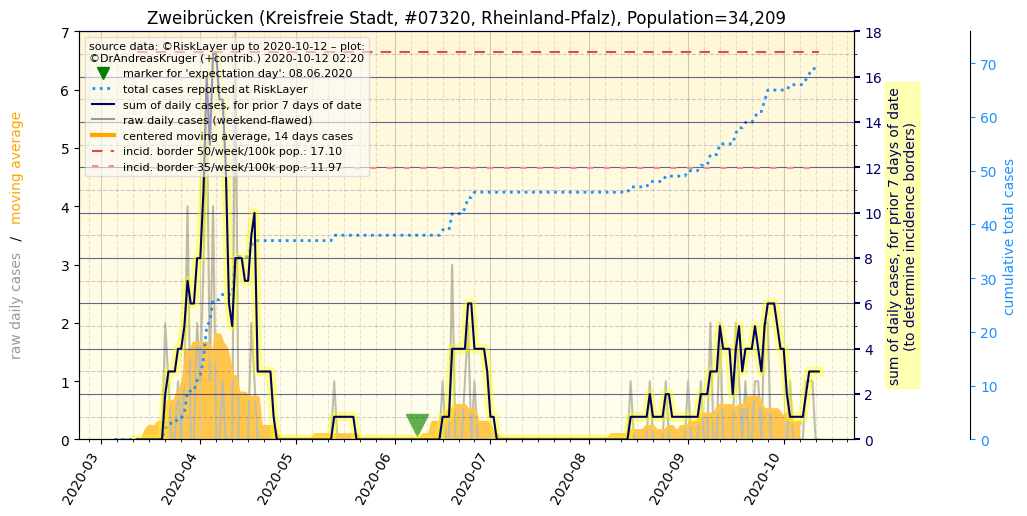 Zweibrücken (Kreisfreie Stadt, #07320, Rheinland-Pfalz), Population=34,209
source data: ©RiskLayer up to 2020-10-12 – plot:
©DrAndreasKruger (+contrib.) 2020-10-12 02:20
marker for 'expectation day': 08.06.2020
total cases reported at RiskLayer
sum of daily cases, for prior 7 days of date
raw daily cases (weekend-flawed)
centered moving average, 14 days cases
incid. border 50/week/100k pop.: 17.10
incid. border 35/week/100k pop.: 11.97
raw daily cases / moving average
7
6
5
4
3
2
1
0
18
16
14
12
10
8
6
4
2
0
sum of daily cases, for prior 7 days of date
(to determine incidence borders)
70
60
50
40
30
20
10
0
cumulative total cases
2020-03
2020-04
2020-05
2020-06
2020-07
2020-08
2020-09
2020-10